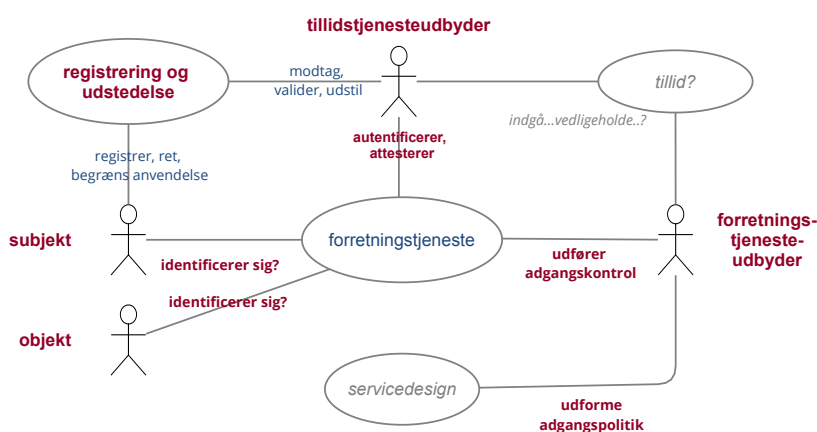 tillidstjenesteudbyder
registrering og
udstedelse
modtag,
valider, udstil
tillid?
indgå...vedligeholde..?
autentificerer,
attesterer
registrer, ret,
begræns anvendelse
subjekt
forretningstjeneste
forretnings-
tjeneste-
udbyder
identificerer sig?
udfører
adgangskontrol
identificerer sig?
objekt
servicedesign
udforme
adgangspolitik